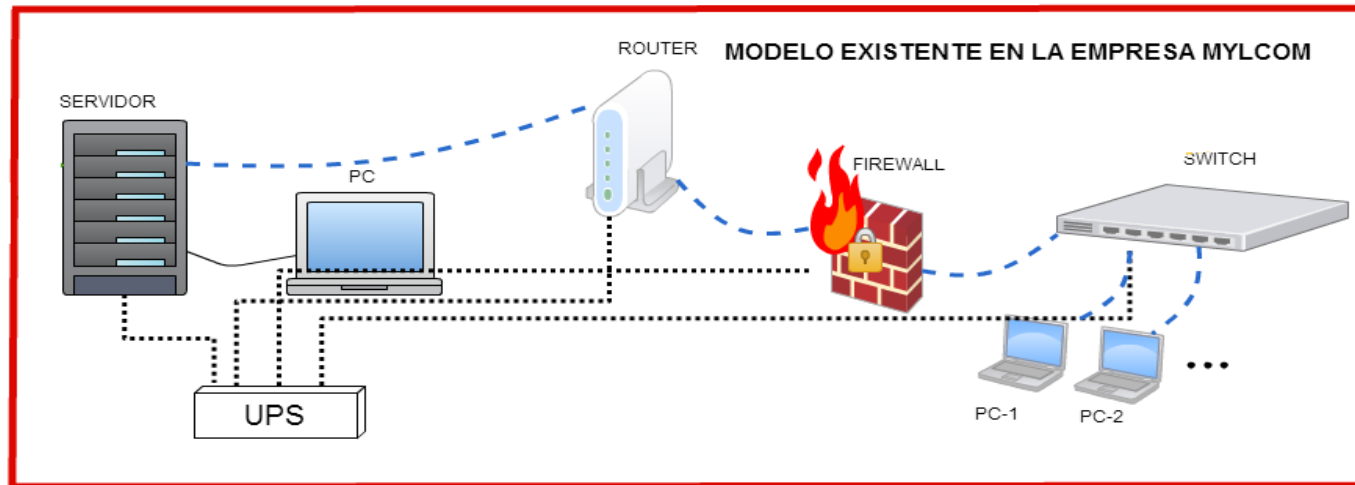 MODELO EXISTENTE EN LA EMPRESA MYLCOM
ROUTER
SERVIDOR
PC
FIREWALL
SWITCH
UPS
PC-1
PC-2
...